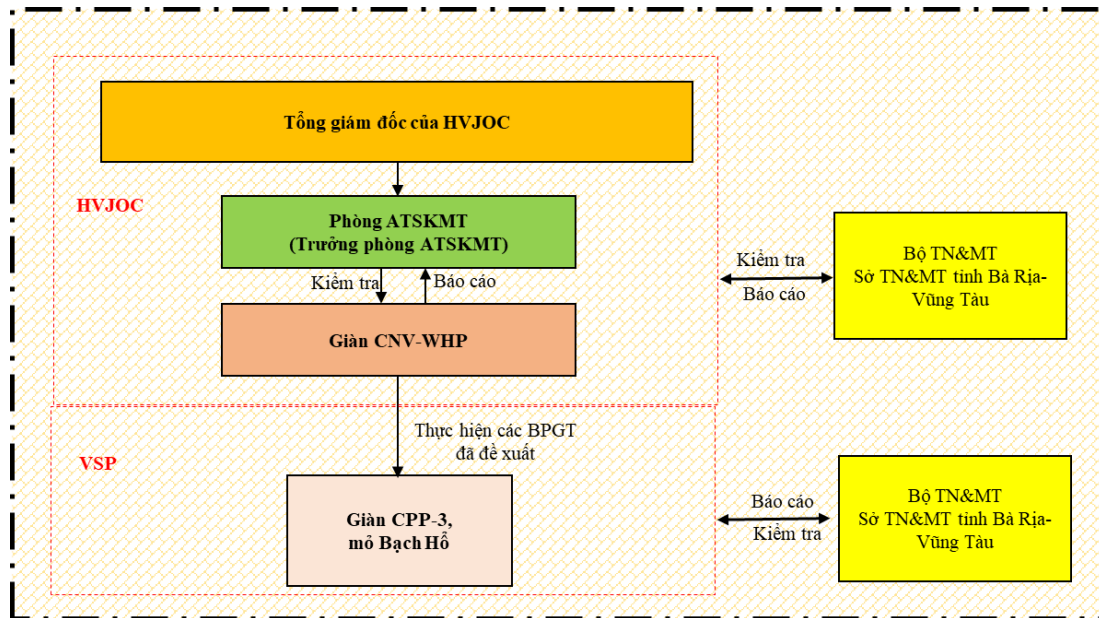 Tổng giám đốc của HVJOC
HVJOC
Phòng ATSKMT
(Trưởng phòng ATSKMT)
Kiểm tra
Báo cáo
Giàn CNV-WHP
Kiểm tra
Báo cáo
Bộ TN&MT
Sở TN&MT tỉnh Bà Rịa-
Vũng Tàu
Thực hiện các BPGT
đã đề xuất
VSP
Giàn CPP-3,
mỏ Bạch Hổ
Báo cáo
Kiểm tra
Bộ TN&MT
Sở TN&MT tỉnh Bà Rịa-
Vũng Tàu